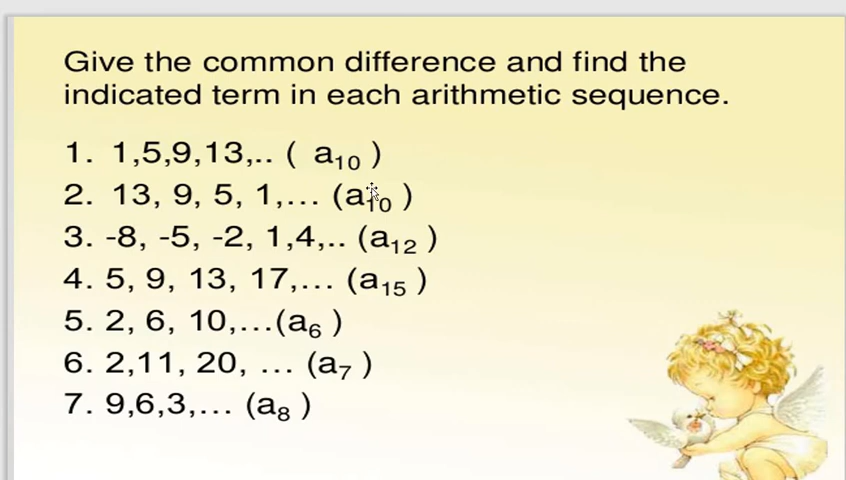 Give the common difference and find the
indicated term in each arithmetic sequence.
1. 1,5,9,13,.. ( a₁₀ )
2. 13, 9, 5, 1,... (a₁₀ )
3. -8, -5, -2, 1,4,.. (a₁₂ )
4. 5, 9, 13, 17,... (a₁₅ )
5. 2, 6, 10,...(a₆ )
6. 2,11, 20, ... (a₇ )
7. 9,6,3,... (a₈ )